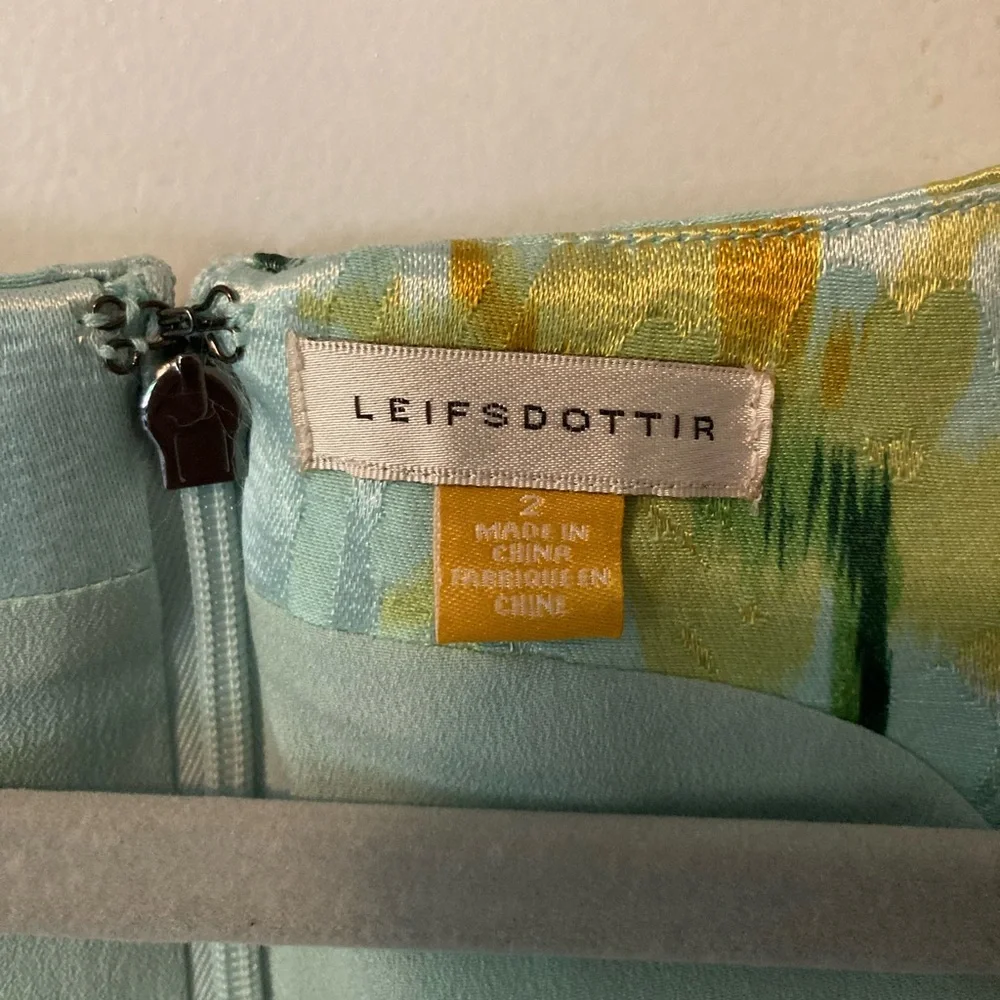 LEIFSDOTTIR
2
MADE IN
CHINA
FABRIQUE EN
CHINE